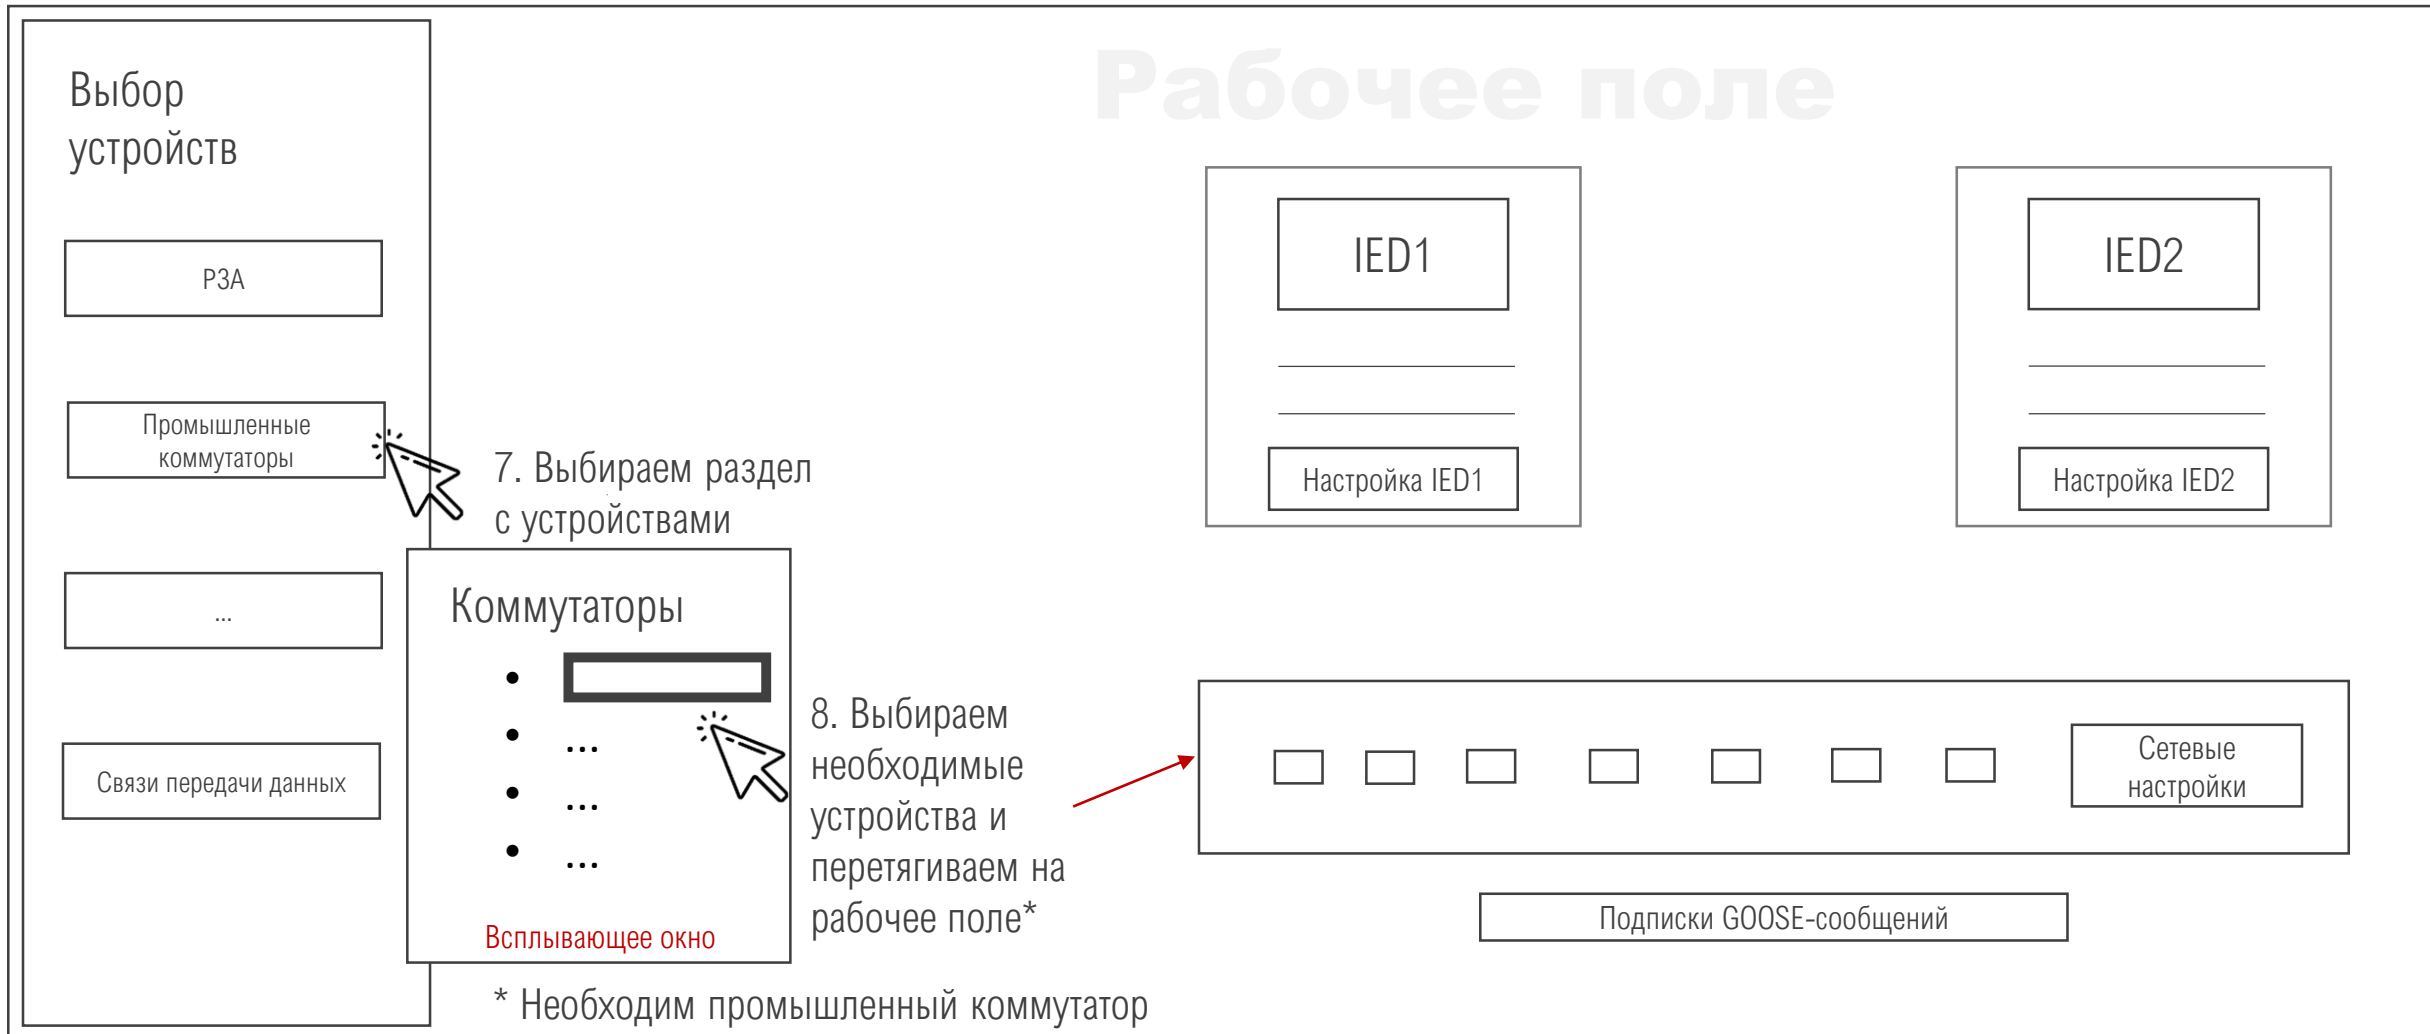 Рабочее поле
Выбор
устройств
РЗА
Промышленные
коммутаторы
...
Связи передачи данных
7. Выбираем раздел
с устройствами
Коммутаторы
•
• ...
• ...
• ...
Всплывающее окно
8. Выбираем
необходимые
устройства и
перетягиваем на
рабочее поле*
* Необходим промышленный коммутатор
IED1
Настройка IED1
IED2
Настройка IED2
Сетевые
настройки
Подписки GOOSE-сообщений